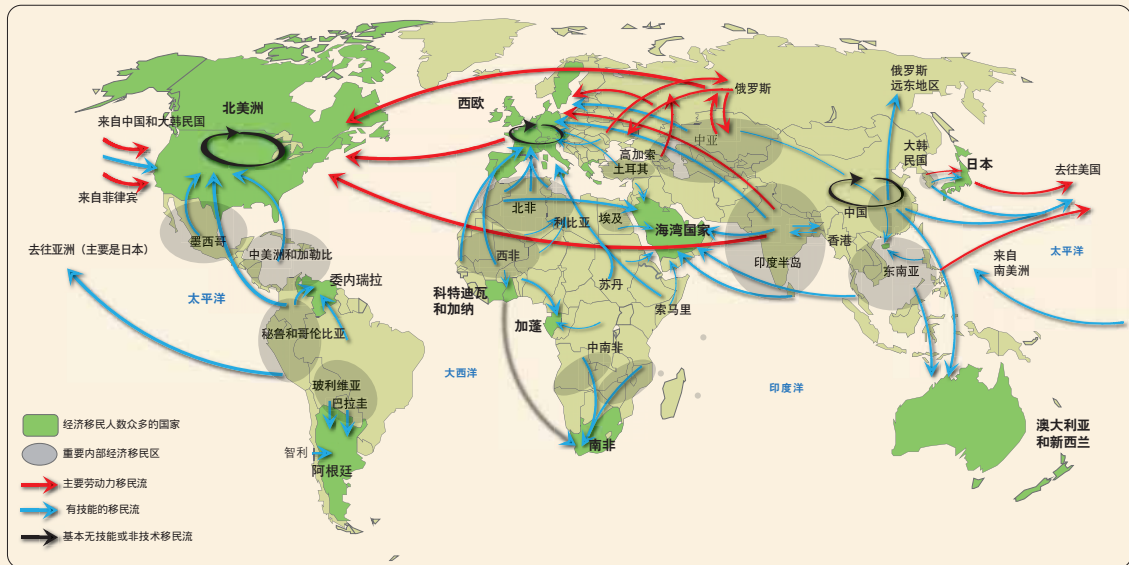 俄罗斯
远东地区
俄罗斯
西欧
北美洲
来自中国和大韩民国
来自菲律宾
中亚
高加索
土耳其
大韩
民国
日本
去往美国
中国
香港
北非
利比亚
埃及
海湾国家
墨西哥
中美洲和加勒比
去往亚洲（主要是日本）
太平洋
委内瑞拉
西非
苏丹
印度半岛
东南亚
来自
南美洲
太平洋
科特迪瓦
和加纳
索马里
加蓬
秘鲁和哥伦比亚
中南非
大西洋
印度洋
玻利维亚
巴拉圭
智利
阿根廷
南非
澳大利亚
和新西兰
经济移民人数众多的国家
重要内部经济移民区
主要劳动力移民流
有技能的移民流
基本无技能或非技术移民流